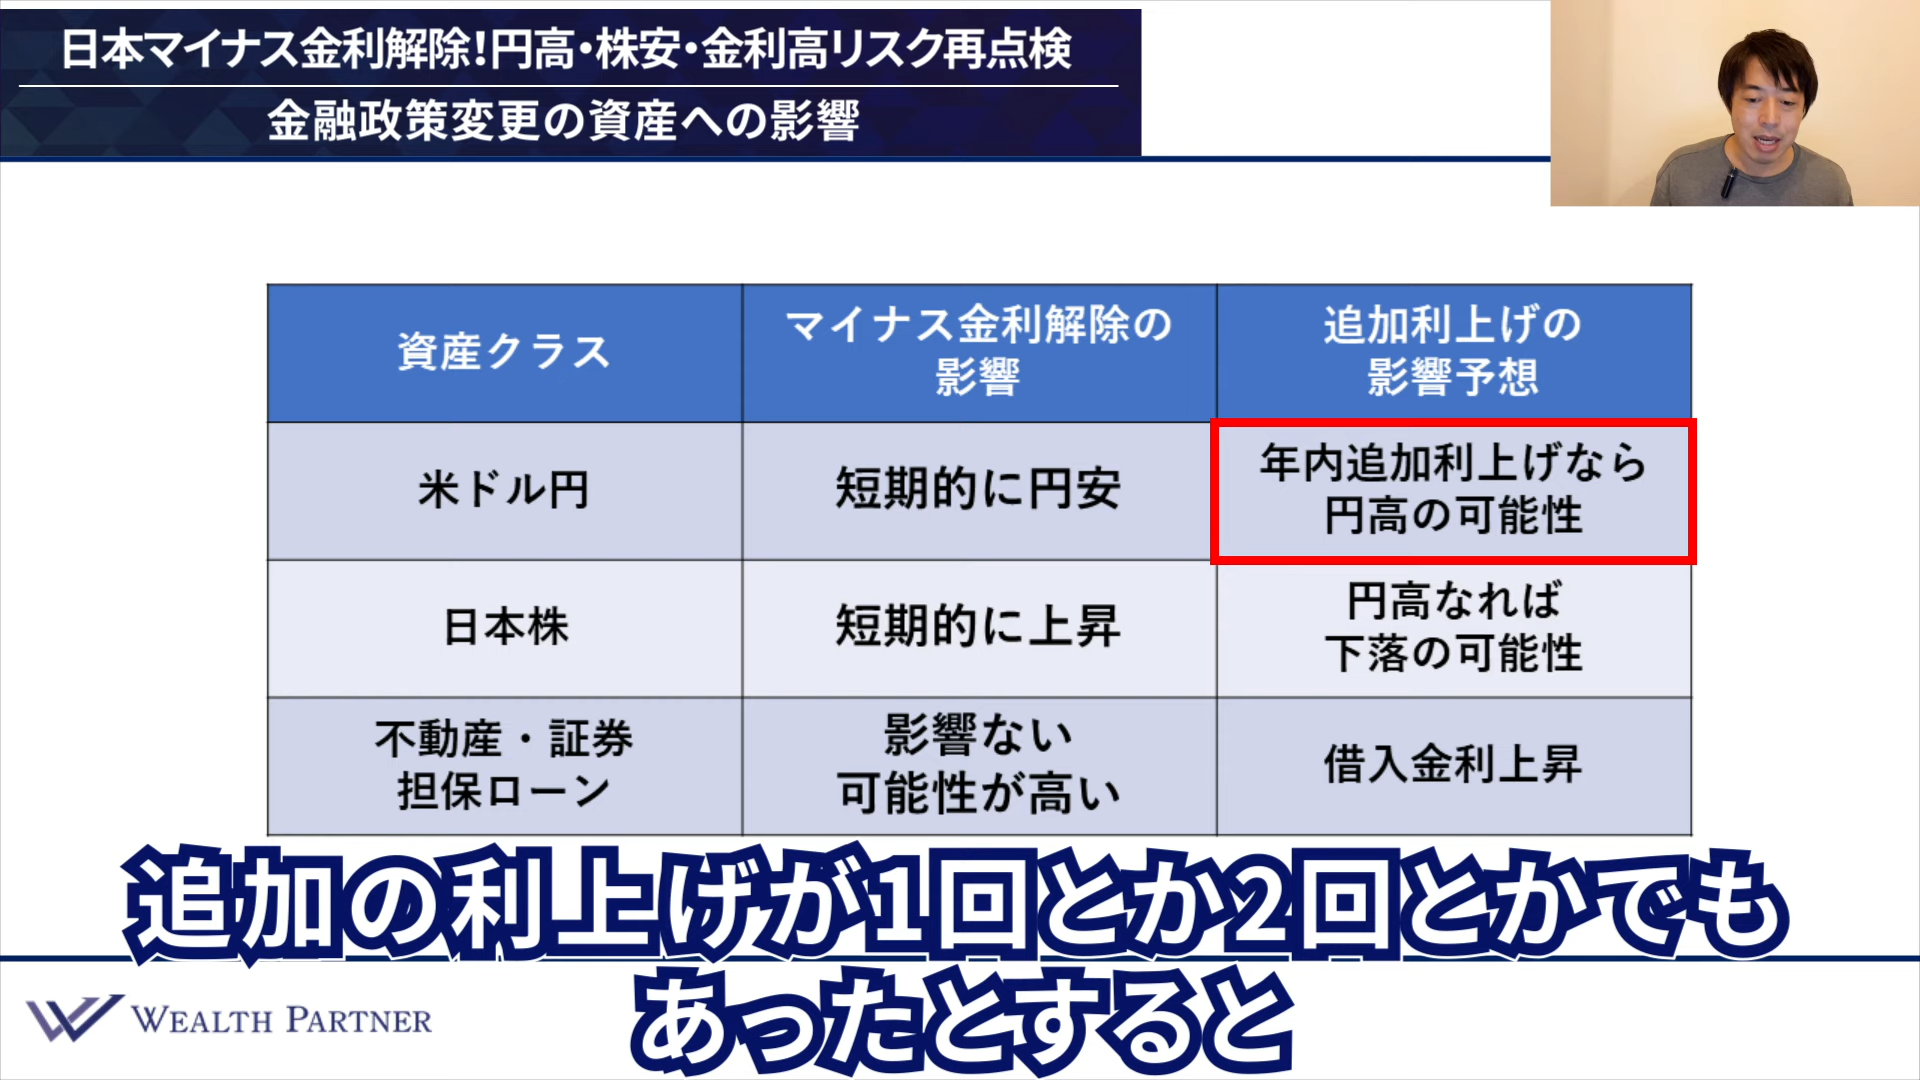 日本マイナス金利解除!円高・株安・金利高リスク再点検
金融政策変更の資産への影響
資産クラス
マイナス金利解除の
影響
追加利上げの
影響予想
米ドル円
短期的に円安
年内追加利上げなら
円高の可能性
日本株
短期的に上昇
円高なれば
下落の可能性
不動産・証券
担保ローン
影響ない
可能性が高い
借入金利上昇
追加の利上げが1回とか2回とかでも
あったとすると
WEALTH PARTNER